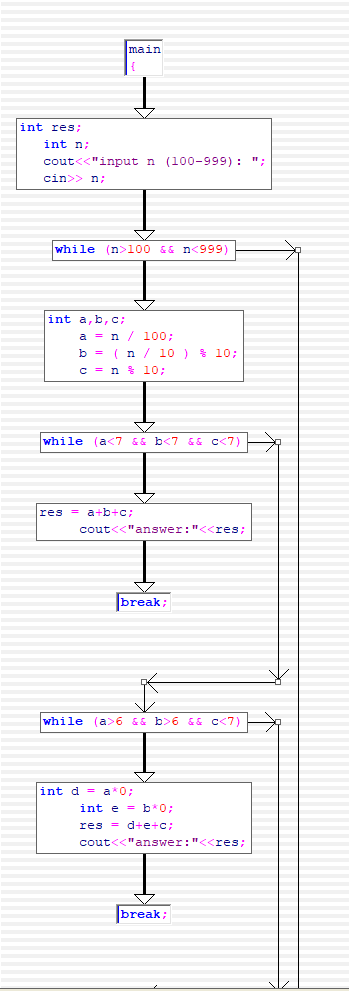 main
{
int res;
int n;
cout<<"input n (100-999): ";
cin>> n;
while (n>100 && n<999)
int a,b,c;
a = n / 100;
b = ( n / 10 ) % 10;
c = n % 10;
while (a<7 && b<7 && c<7)
res = a+b+c;
cout<<"answer:"<<res;
break;
while (a>6 && b>6 && c<7)
int d = a*0;
int e = b*0;
res = d+e+c;
cout<<"answer:"<<res;
break;